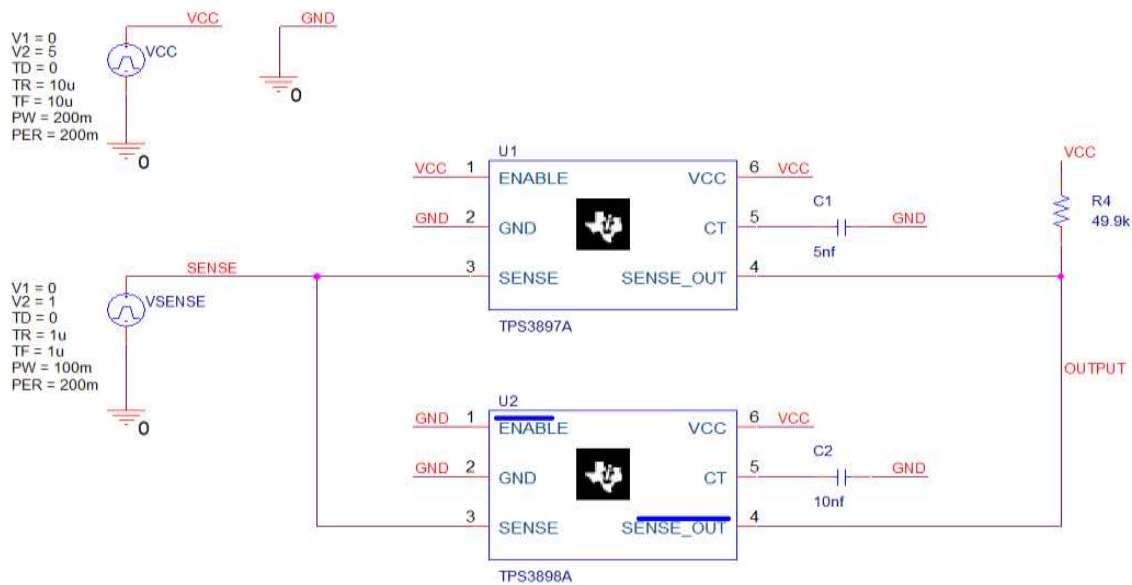 VCC
GND
V1 = 0
V2 = 5
TD = 0
TR = 10u
TF = 10u
PW = 200m
PER = 200m
VCC
0
0
U1
VCC 1 ENABLE VCC 6 VCC
GND 2 GND CT 5 C1 GND
5nf
3 SENSE SENSE_OUT 4
TPS3897A
VCC
R4
49.9k
SENSE
V1 = 0
V2 = 1
TD = 0
TR = 1u
TF = 1u
PW = 100m
PER = 200m
VSENSE
0
OUTPUT
U2
GND 1 ENABLE VCC 6 VCC
GND 2 GND CT 5 C2 GND
10nf
3 SENSE SENSE_OUT 4
TPS3898A